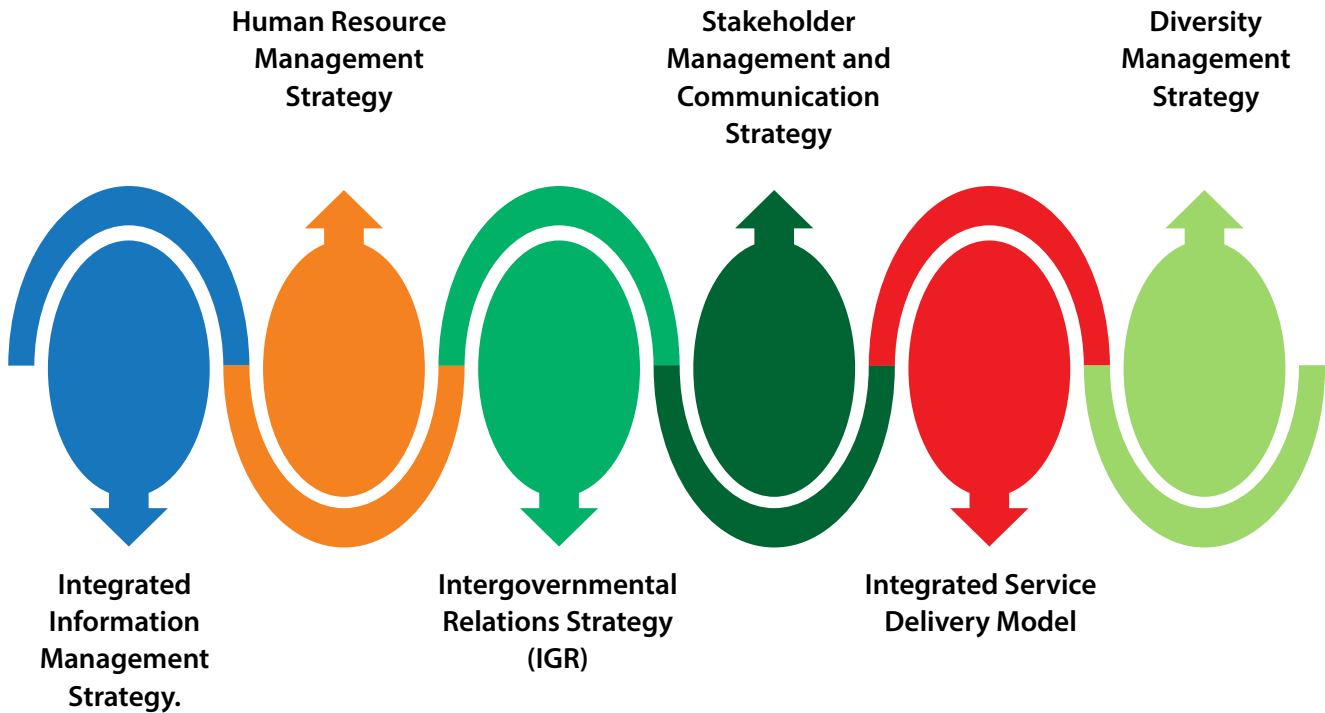 Human Resource
Management
Strategy
Stakeholder
Management and
Communication
Strategy
Diversity
Management
Strategy
Integrated
Information
Management
Strategy.
Intergovernmental
Relations Strategy
(IGR)
Integrated Service
Delivery Model